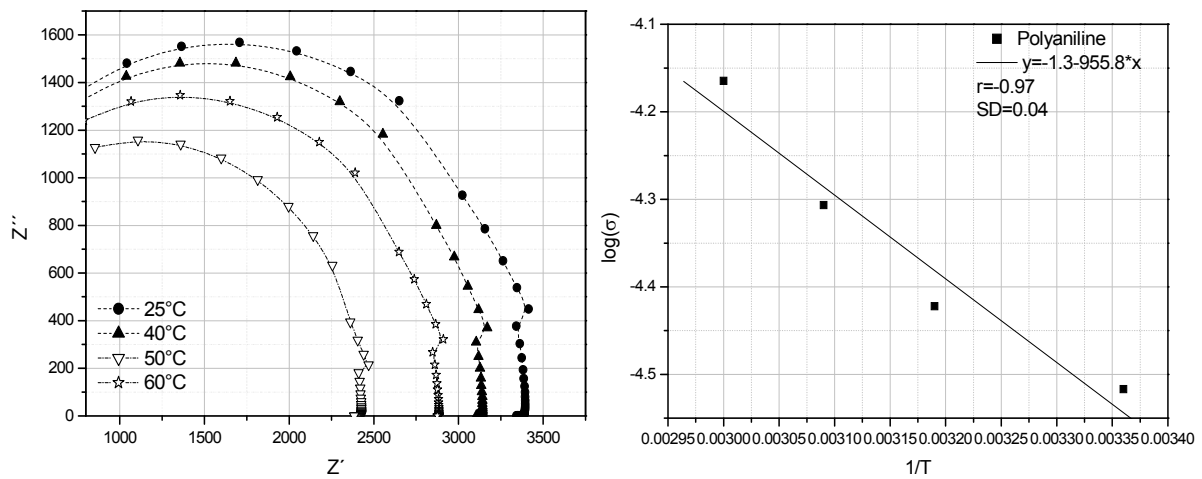 1600
1400
1200
1000
800
600
400
200
0
Z´´
25°C
40°C
50°C
60°C
1000 1500 2000 2500 3000 3500
Z´
-4.1
-4.2
-4.3
-4.4
-4.5
log(σ)
Polyaniline
y=-1.3-955.8*x
r=-0.97
SD=0.04
0.00295 0.00300 0.00305 0.00310 0.00315 0.00320 0.00325 0.00330 0.00335 0.00340
1/T